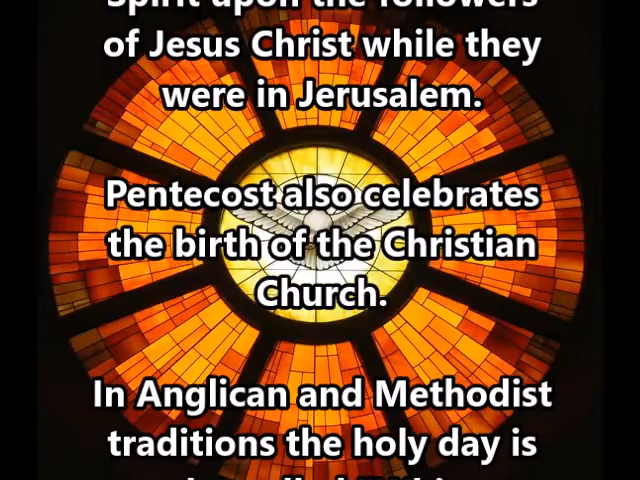 Spirit upon the followers
of Jesus Christ while they
were in Jerusalem.
Pentecost also celebrates
the birth of the Christian
Church.
In Anglican and Methodist
traditions the holy day is